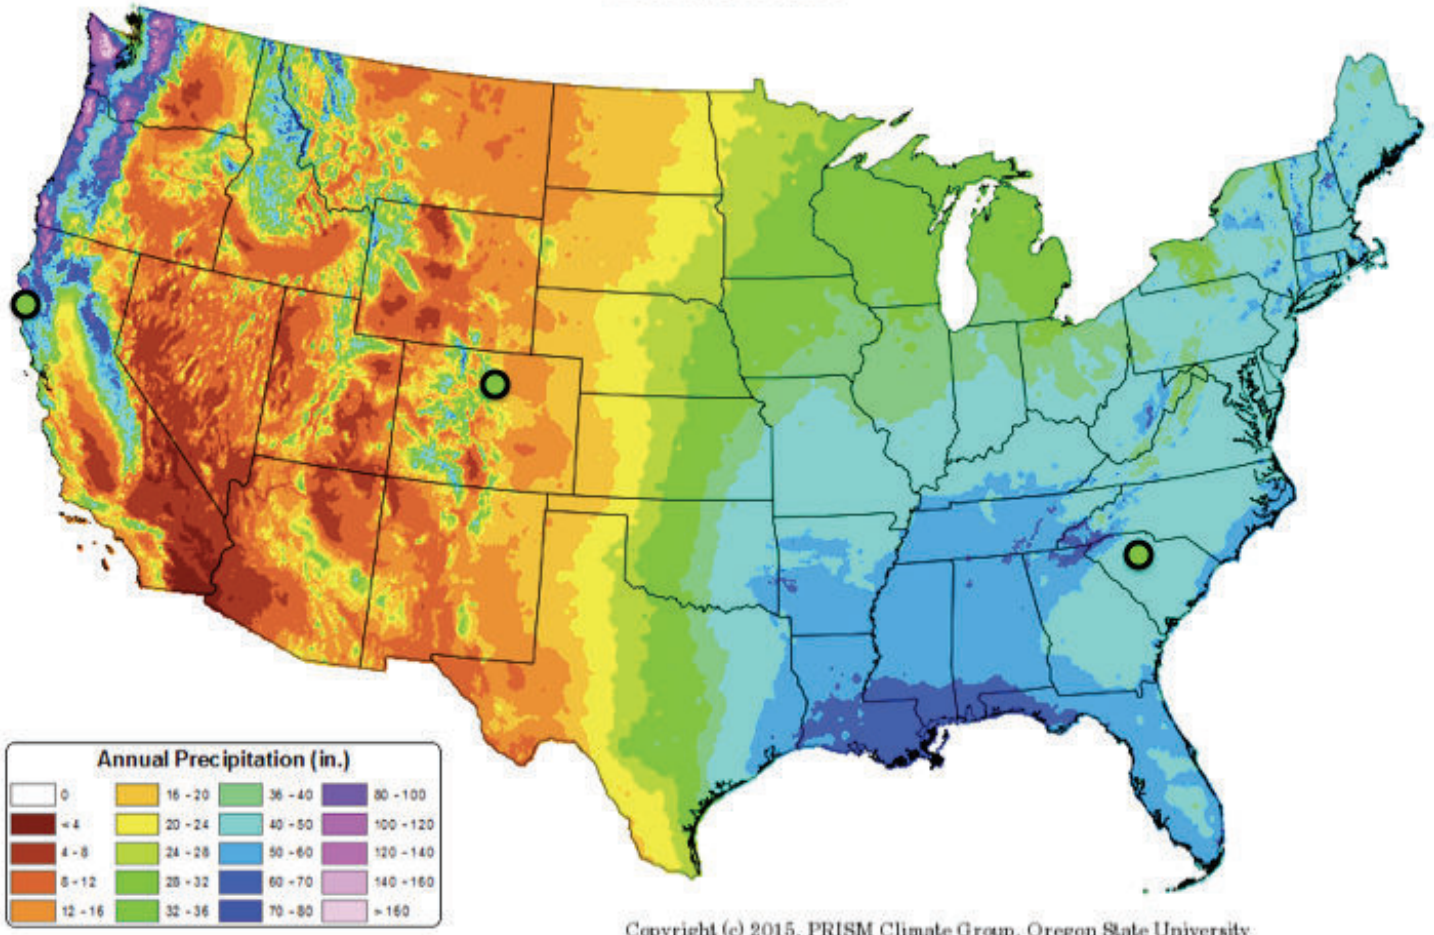 Annual Precipitation (in.)
0
< 4
4 - 8
8 - 12
12 - 16
16 - 20
20 - 24
24 - 28
28 - 32
32 - 36
36 - 40
40 - 50
50 - 60
60 - 70
70 - 80
80 - 100
100 - 120
120 - 140
140 - 160
> 160
Copyright (c) 2015, PRISM Climate Group, Oregon State University